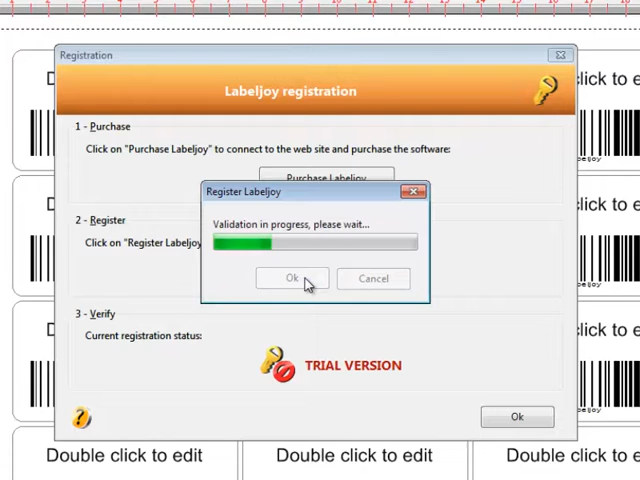 Registration
Labeljoy registration
1 - Purchase
Click on "Purchase Labeljoy" to connect to the web site and purchase the software:
Purchase Labeljoy
Register Labeljoy
Validation in progress, please wait...
Ok
Cancel
2 - Register
Click on "Register Labeljoy
3 - Verify
Current registration status:
TRIAL VERSION
Ok
click to edit
click to edit
click to edit
Double click to edit
Double click to edit
Double click to